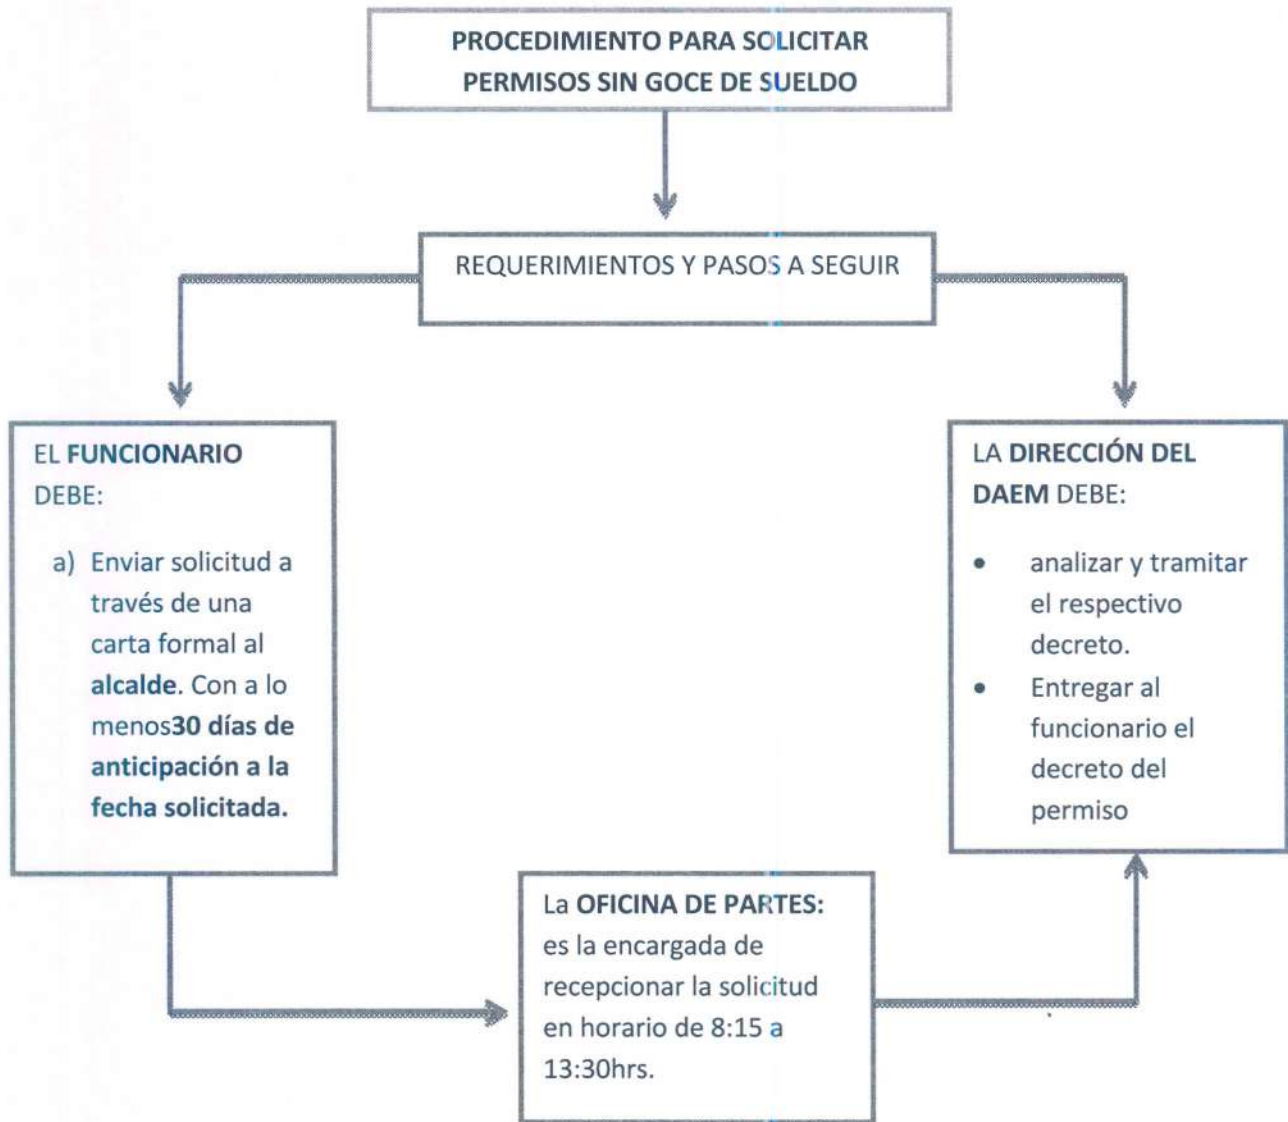 PROCEDIMIENTO PARA SOLICITAR
PERMISOS SIN GOCE DE SUELDO
REQUERIMIENTOS Y PASOS A SEGUIR
EL FUNCIONARIO
DEBE:
a) Enviar solicitud a
través de una
carta formal al
alcalde. Con a lo
menos30 días de
anticipación a la
fecha solicitada.
La OFICINA DE PARTES:
es la encargada de
recepcionar la solicitud
en horario de 8:15 a
13:30hrs.
LA DIRECCIÓN DEL
DAEM DEBE:
• analizar y tramitar
el respectivo
decreto.
• Entregar al
funcionario el
decreto del
permiso